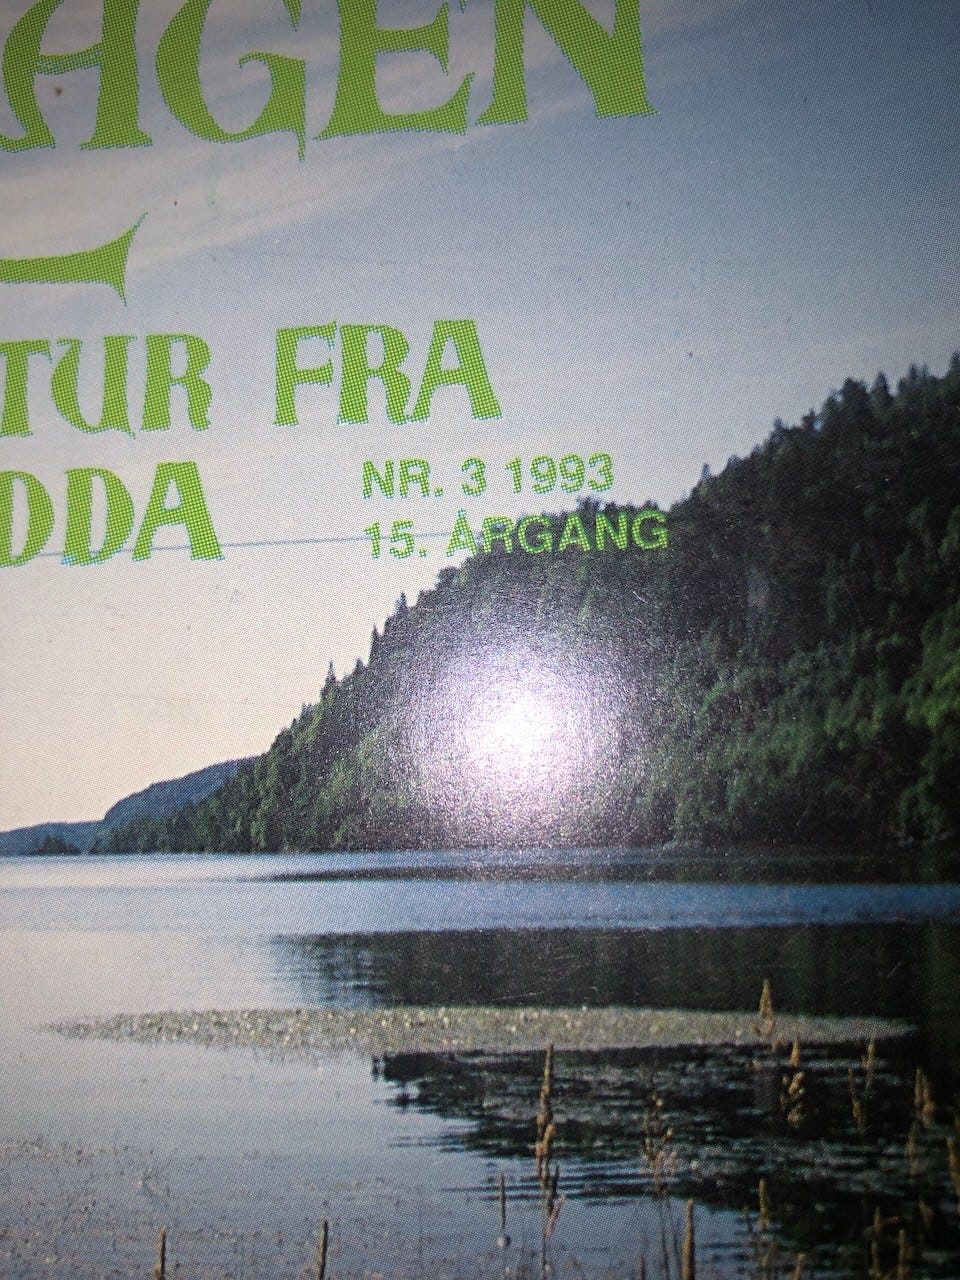 AGEN
TUR FRA
DDA
NR. 3 1993
15. ÅRGANG